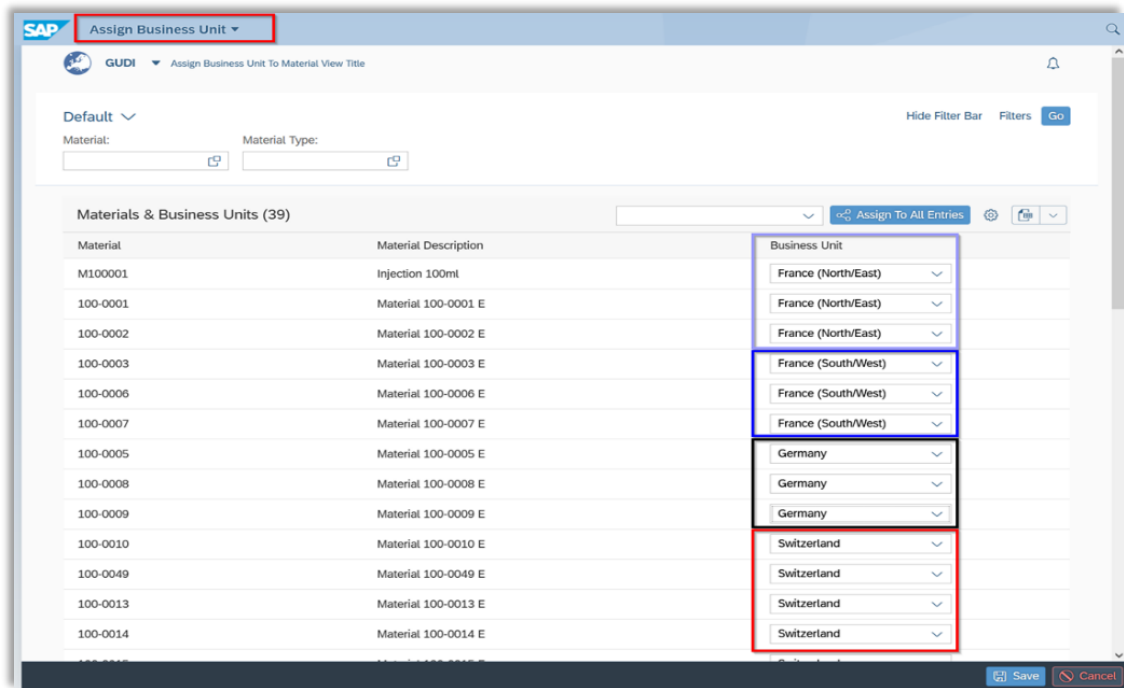 SAP Assign Business Unit
GUDI Assign Business Unit To Material View Title
Default Hide Filter Bar Filters Go
Material: Material Type:
Materials & Business Units (39) Assign To All Entries
Material Material Description Business Unit
M100001 Injection 100ml France (North/East)
100-0001 Material 100-0001 E France (North/East)
100-0002 Material 100-0002 E France (North/East)
100-0003 Material 100-0003 E France (South/West)
100-0006 Material 100-0006 E France (South/West)
100-0007 Material 100-0007 E France (South/West)
100-0005 Material 100-0005 E Germany
100-0008 Material 100-0008 E Germany
100-0009 Material 100-0009 E Germany
100-0010 Material 100-0010 E Switzerland
100-0049 Material 100-0049 E Switzerland
100-0013 Material 100-0013 E Switzerland
100-0014 Material 100-0014 E Switzerland
Save Cancel